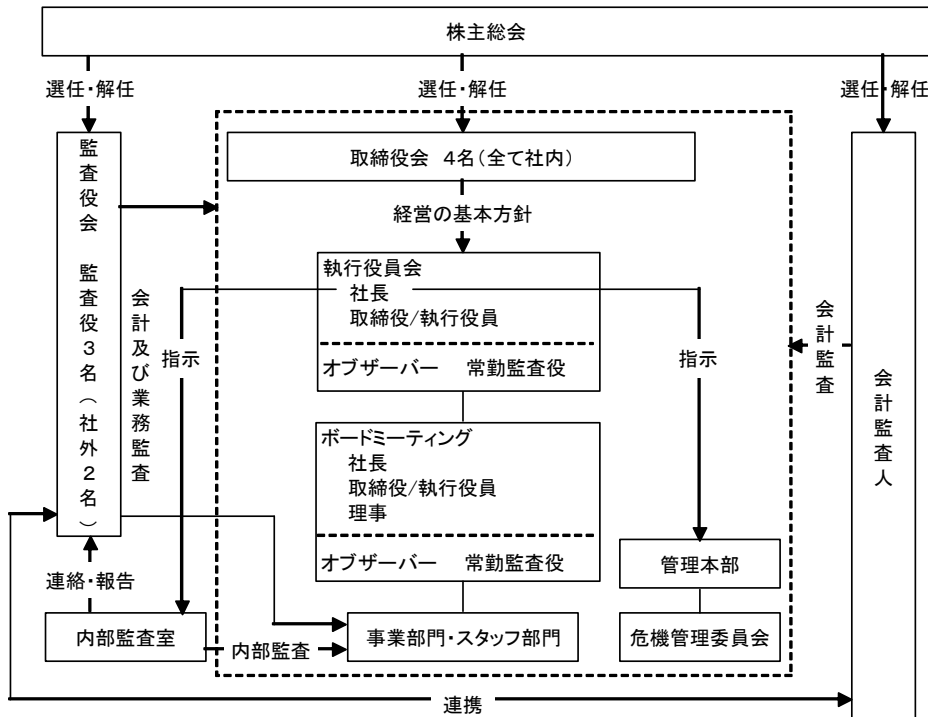 株主総会
選任・解任
選任・解任
選任・解任
監査役会 監査役3名(社外2名)
会計及び業務監査
取締役会 4名(全て社内)
経営の基本方針
執行役員会
社長
取締役/執行役員
オブザーバー 常勤監査役
指示
指示
会計監査
会計監査人
ボードミーティング
社長
取締役/執行役員
理事
オブザーバー 常勤監査役
連絡・報告
管理本部
内部監査室
内部監査
事業部門・スタッフ部門
危機管理委員会
連携